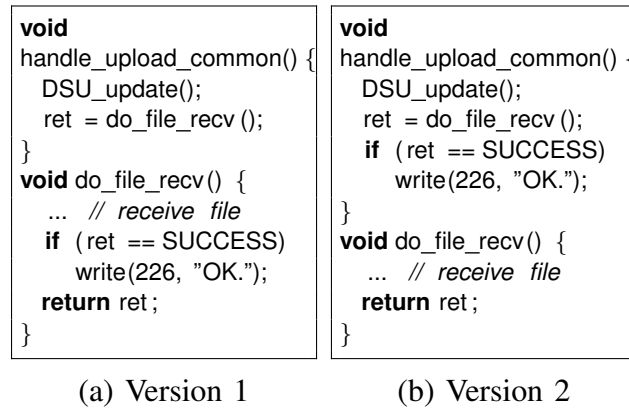 void
handle_upload_common() {
DSU_update();
ret = do_file_recv ();
}
void do_file_recv() {
... // receive file
if (ret == SUCCESS)
write(226, ”OK.”);
return ret;
}
(a) Version 1
void
handle_upload_common() {
DSU_update();
ret = do_file_recv ();
if (ret == SUCCESS)
write(226, ”OK.”);
}
void do_file_recv() {
... // receive file
return ret;
}
(b) Version 2